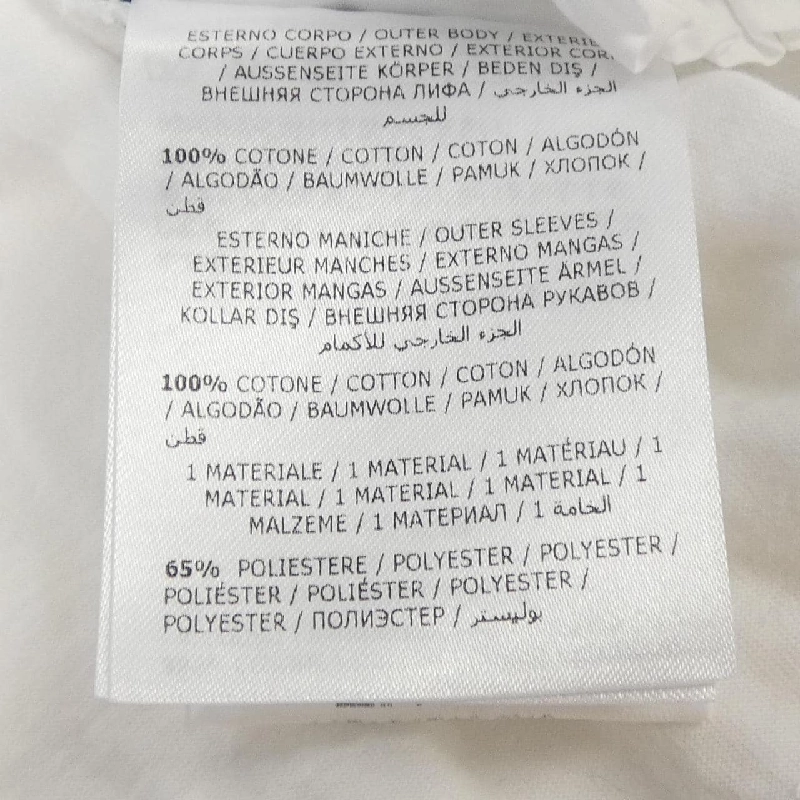 ESTERNO CORPO / OUTER BODY / EXTERIE
CORPS / CUERPO EXTERNO / EXTERIOR COR.
/ AUSSENSEITE KÖRPER / BEDEN DIŞ /
ВНЕШНЯЯ СТОРОНА ЛИФА / الجزء الخارجي
للجسم
100% COTONE / COTTON / COTON / ALGODÓN
/ ALGODÃO / BAUMWOLLE / PAMUK / ХЛОПОК /
قطن
ESTERNO MANICHE / OUTER SLEEVES /
EXTERIEUR MANCHES / EXTERNO MANGAS /
EXTERIOR MANGAS / AUSSENSEITE ÄRMEL /
KOLLAR DIŞ / ВНЕШНЯЯ СТОРОНА РУКАВОВ /
الجزء الخارجي للأكمام
100% COTONE / COTTON / COTON / ALGODÓN
/ ALGODÃO / BAUMWOLLE / PAMUK / ХЛОПОК /
قطن
1 MATERIALE / 1 MATERIAL / 1 MATÉRIAU / 1
MATERIAL / 1 MATERIAL / 1 MATERIAL / 1
MALZEME / 1 МАТЕРИАЛ / 1 الخامة
65% POLIESTERE / POLYESTER / POLYESTER /
POLIÉSTER / POLIÉSTER / POLYESTER /
POLYESTER / ПОЛИЭСТЕР / بوليستر